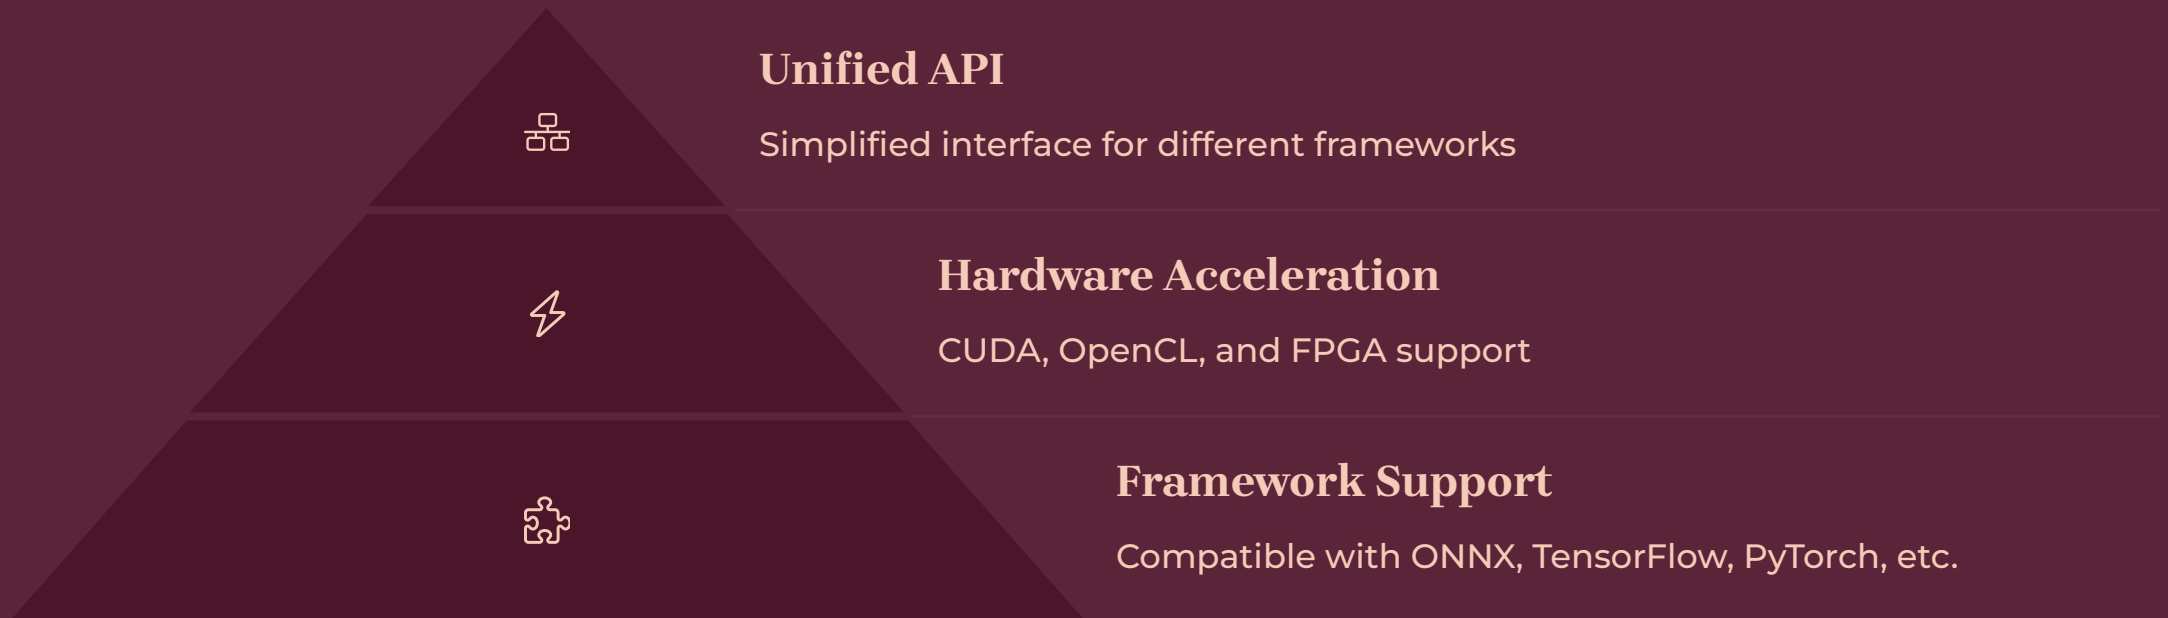 Unified API
Simplified interface for different frameworks
Hardware Acceleration
CUDA, OpenCL, and FPGA support
Framework Support
Compatible with ONNX, TensorFlow, PyTorch, etc.